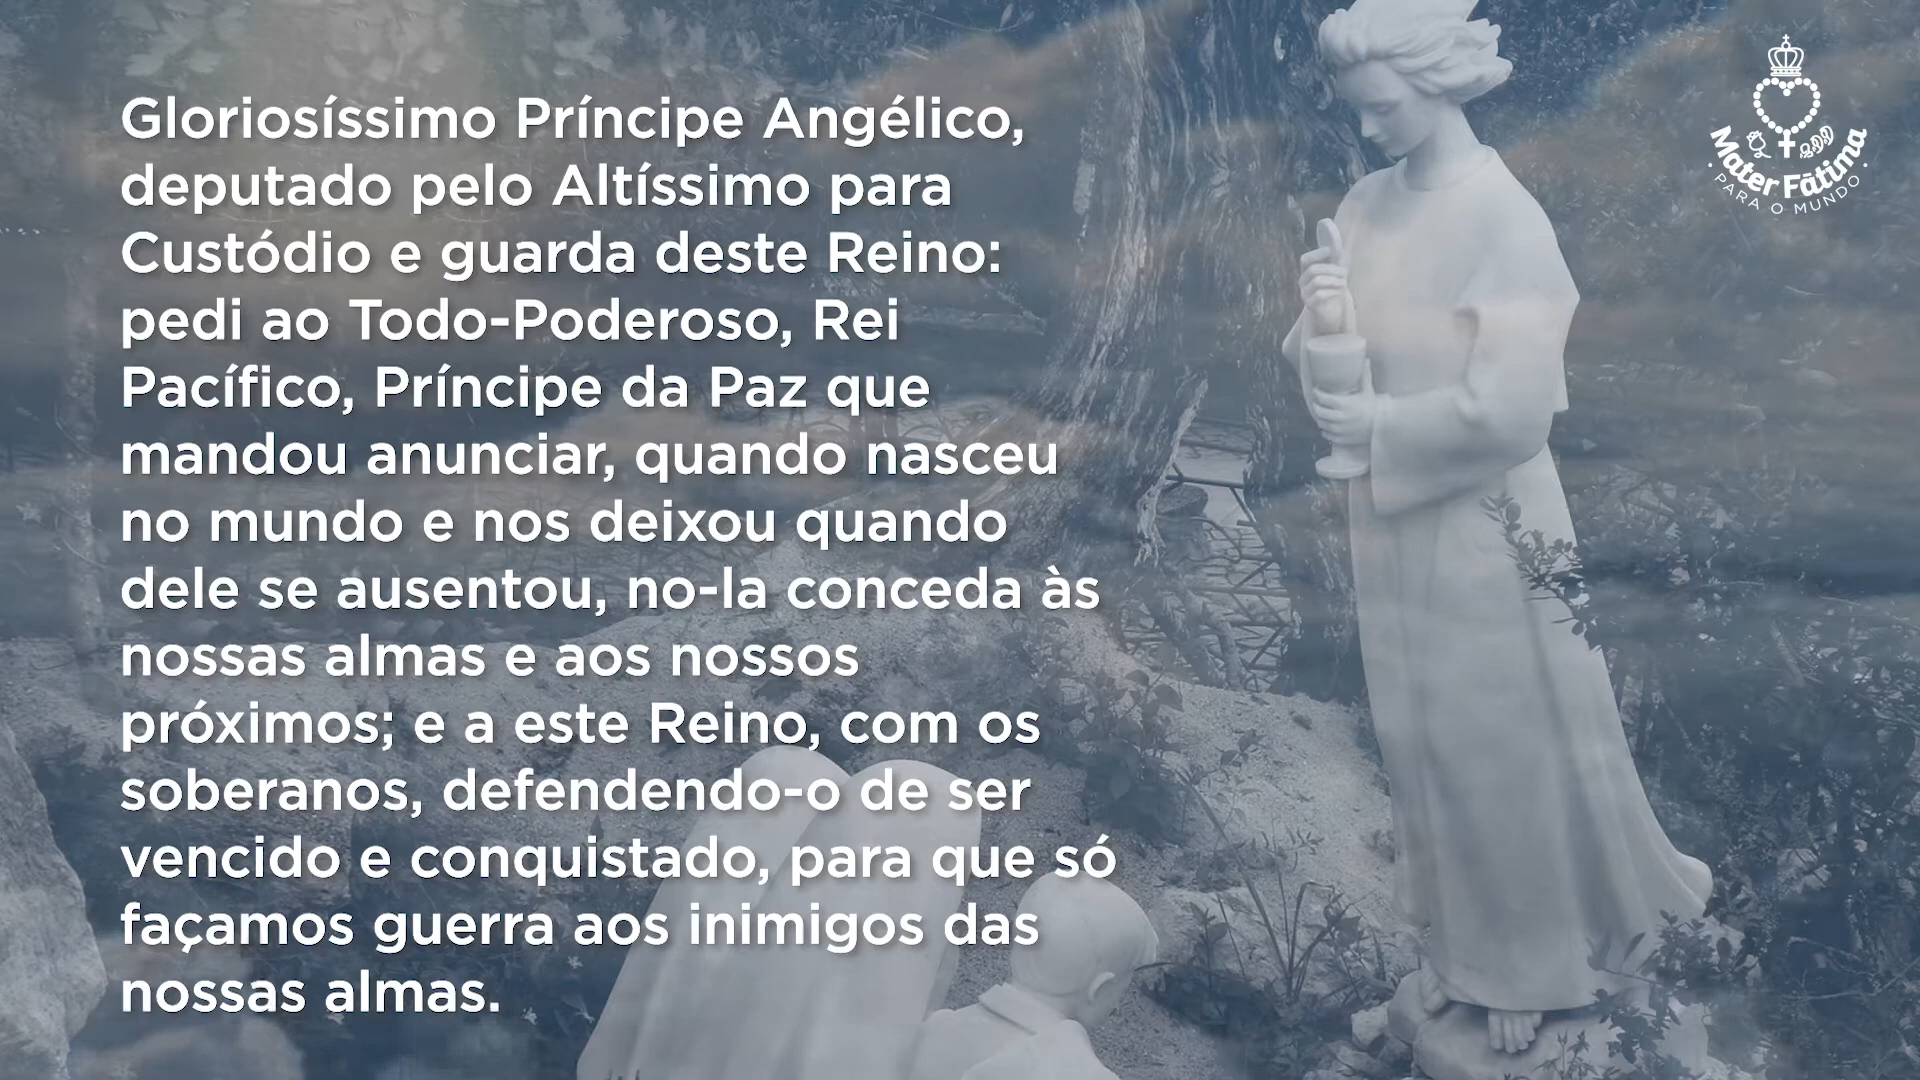 Gloriosíssimo Príncipe Angélico,
deputado pelo Altíssimo para
Custódio e guarda deste Reino:
pedi ao Todo-Poderoso, Rei
Pacífico, Príncipe da Paz que
mandou anunciar, quando nasceu
no mundo e nos deixou quando
dele se ausentou, no-la conceda às
nossas almas e aos nossos
próximos; e a este Reino, com os
soberanos, defendendo-o de ser
vencido e conquistado, para que só
façamos guerra aos inimigos das
nossas almas.
Mater Fátima
· PARA O MUNDO ·